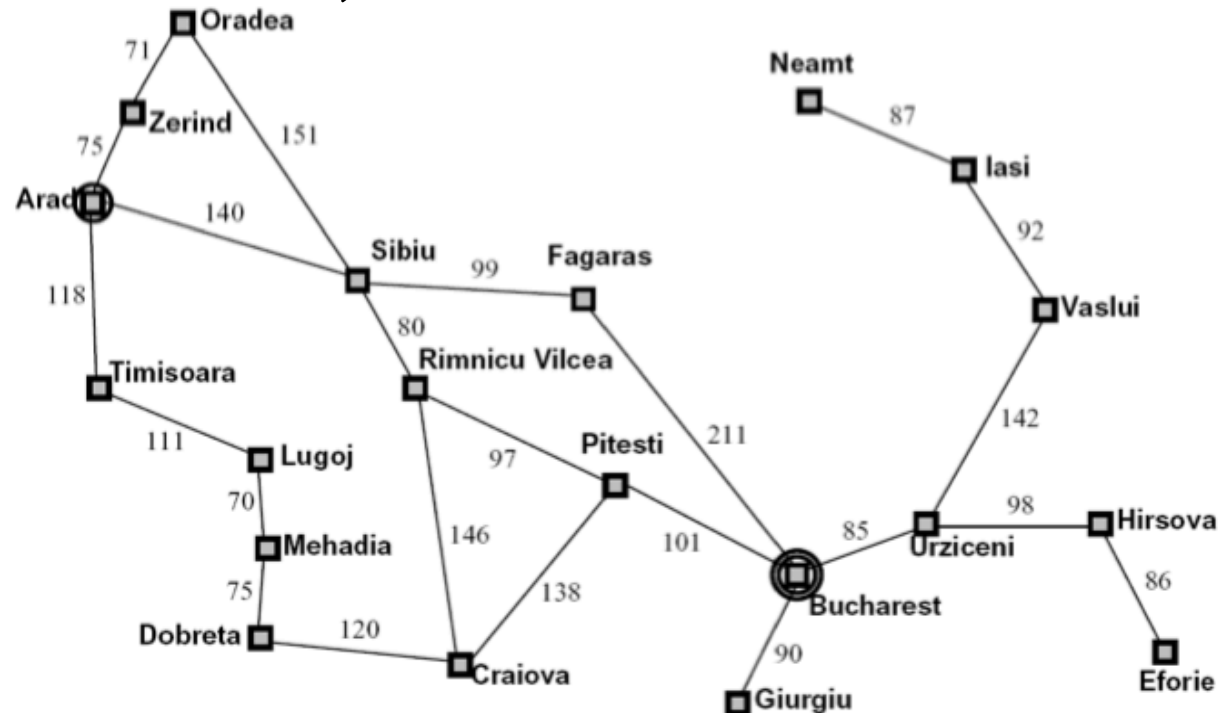 Oradea
71
Neamt
87
Zerind
75
151
Iasi
Arad
140
92
Sibiu
Fagaras
99
118
Vaslui
80
Rimnicu Vilcea
Timisoara
142
211
111
Lugoj
97
Pitesti
70
98
Hirsova
146
101
85
Urziceni
Mehadia
86
75
138
Bucharest
Dobreta
120
90
Craiova
Eforie
Giurgiu